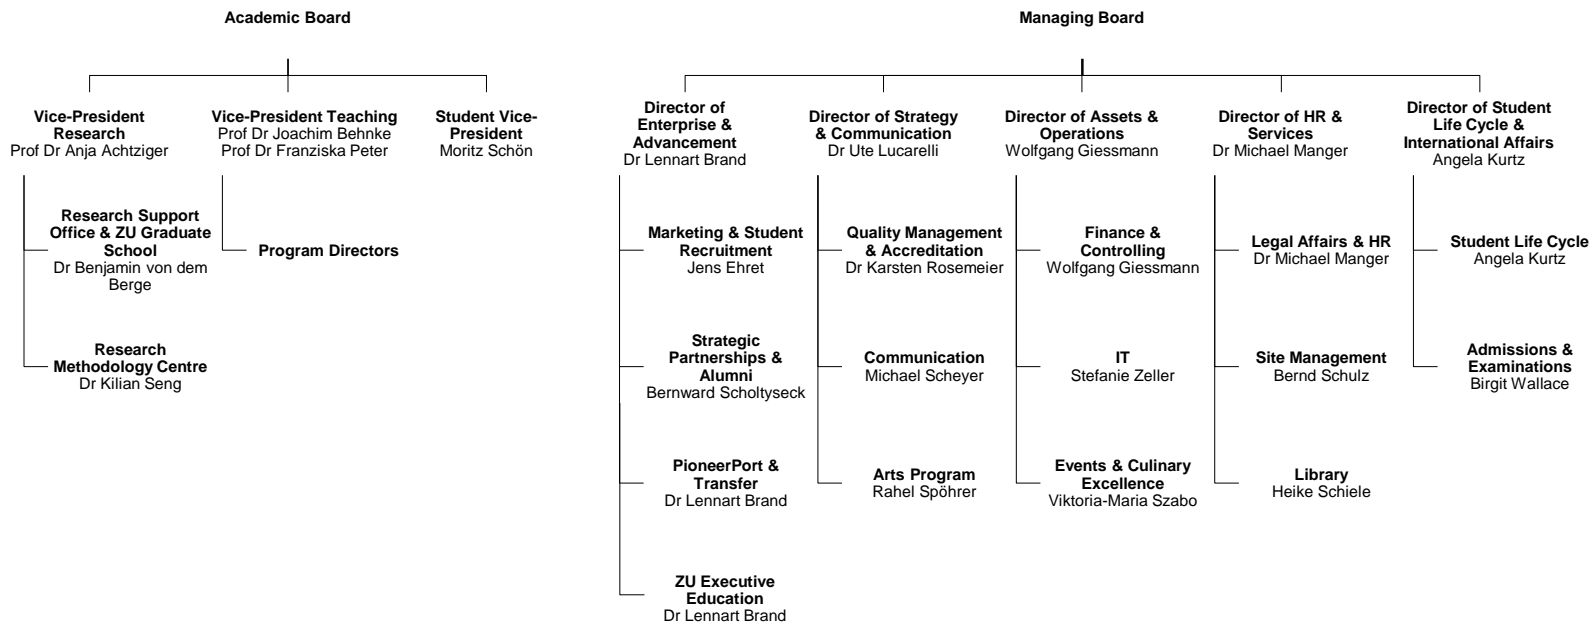 Academic Board
Managing Board
Vice-President
Research
Prof Dr Anja Achtziger
Vice-President Teaching
Prof Dr Joachim Behnke
Prof Dr Franziska Peter
Student Vice-
President
Moritz Schön
Director of
Enterprise &
Advancement
Dr Lennart Brand
Director of Strategy
& Communication
Dr Ute Lucarelli
Director of Assets &
Operations
Wolfgang Giessmann
Director of HR &
Services
Dr Michael Manger
Director of Student
Life Cycle &
International Affairs
Angela Kurtz
Research Support
Office & ZU Graduate
School
Dr Benjamin von dem
Berge
Program Directors
Marketing & Student
Recruitment
Jens Ehret
Quality Management
& Accreditation
Dr Karsten Rosemeier
Finance &
Controlling
Wolfgang Giessmann
Legal Affairs & HR
Dr Michael Manger
Student Life Cycle
Angela Kurtz
Research
Methodology Centre
Dr Kilian Seng
Strategic
Partnerships &
Alumni
Bernward Scholtyseck
Communication
Michael Scheyer
IT
Stefanie Zeller
Site Management
Bernd Schulz
Admissions &
Examinations
Birgit Wallace
PioneerPort &
Transfer
Dr Lennart Brand
Arts Program
Rahel Spöhrer
Events & Culinary
Excellence
Viktoria-Maria Szabo
Library
Heike Schiele
ZU Executive
Education
Dr Lennart Brand